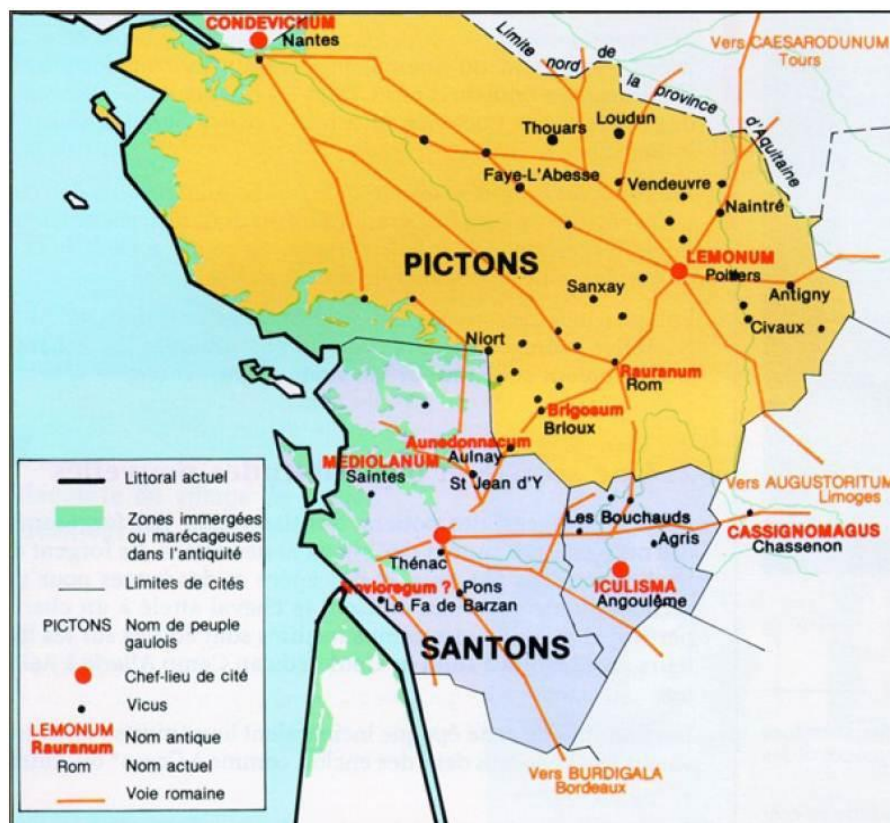 CONDEVICNUM
Nantes
Limite nord de la province d'Aquitaine
Vers CAESARODUNUM
Tours
Loudun
Thouars
Faye-L'Abesse
Vendeuvre
Naintré
PICTONS
LEMONUM
Poitiers
Sanxay
Antigny
Civaux
Niort
Rauranum
Rom
Brigosum
Brioux
Aunedonnacum
Aulnay
MEDIOLANUM
Saintes
St Jean d'Y
Vers AUGUSTORITUM
Limoges
Les Bouchauds
Agris
CASSIGNOMAGUS
Chassenon
Thénac
ICULISMA
Angoulême
Novioregum ?
Pons
Le Fa de Barzan
SANTONS
Vers BURDIGALA
Bordeaux
Littoral actuel
Zones immergées
ou marécageuses
dans l'antiquité
Limites de cités
PICTONS Nom de peuple
gaulois
Chef-lieu de cité
Vicus
LEMONUM
Rauranum Nom antique
Rom Nom actuel
Voie romaine